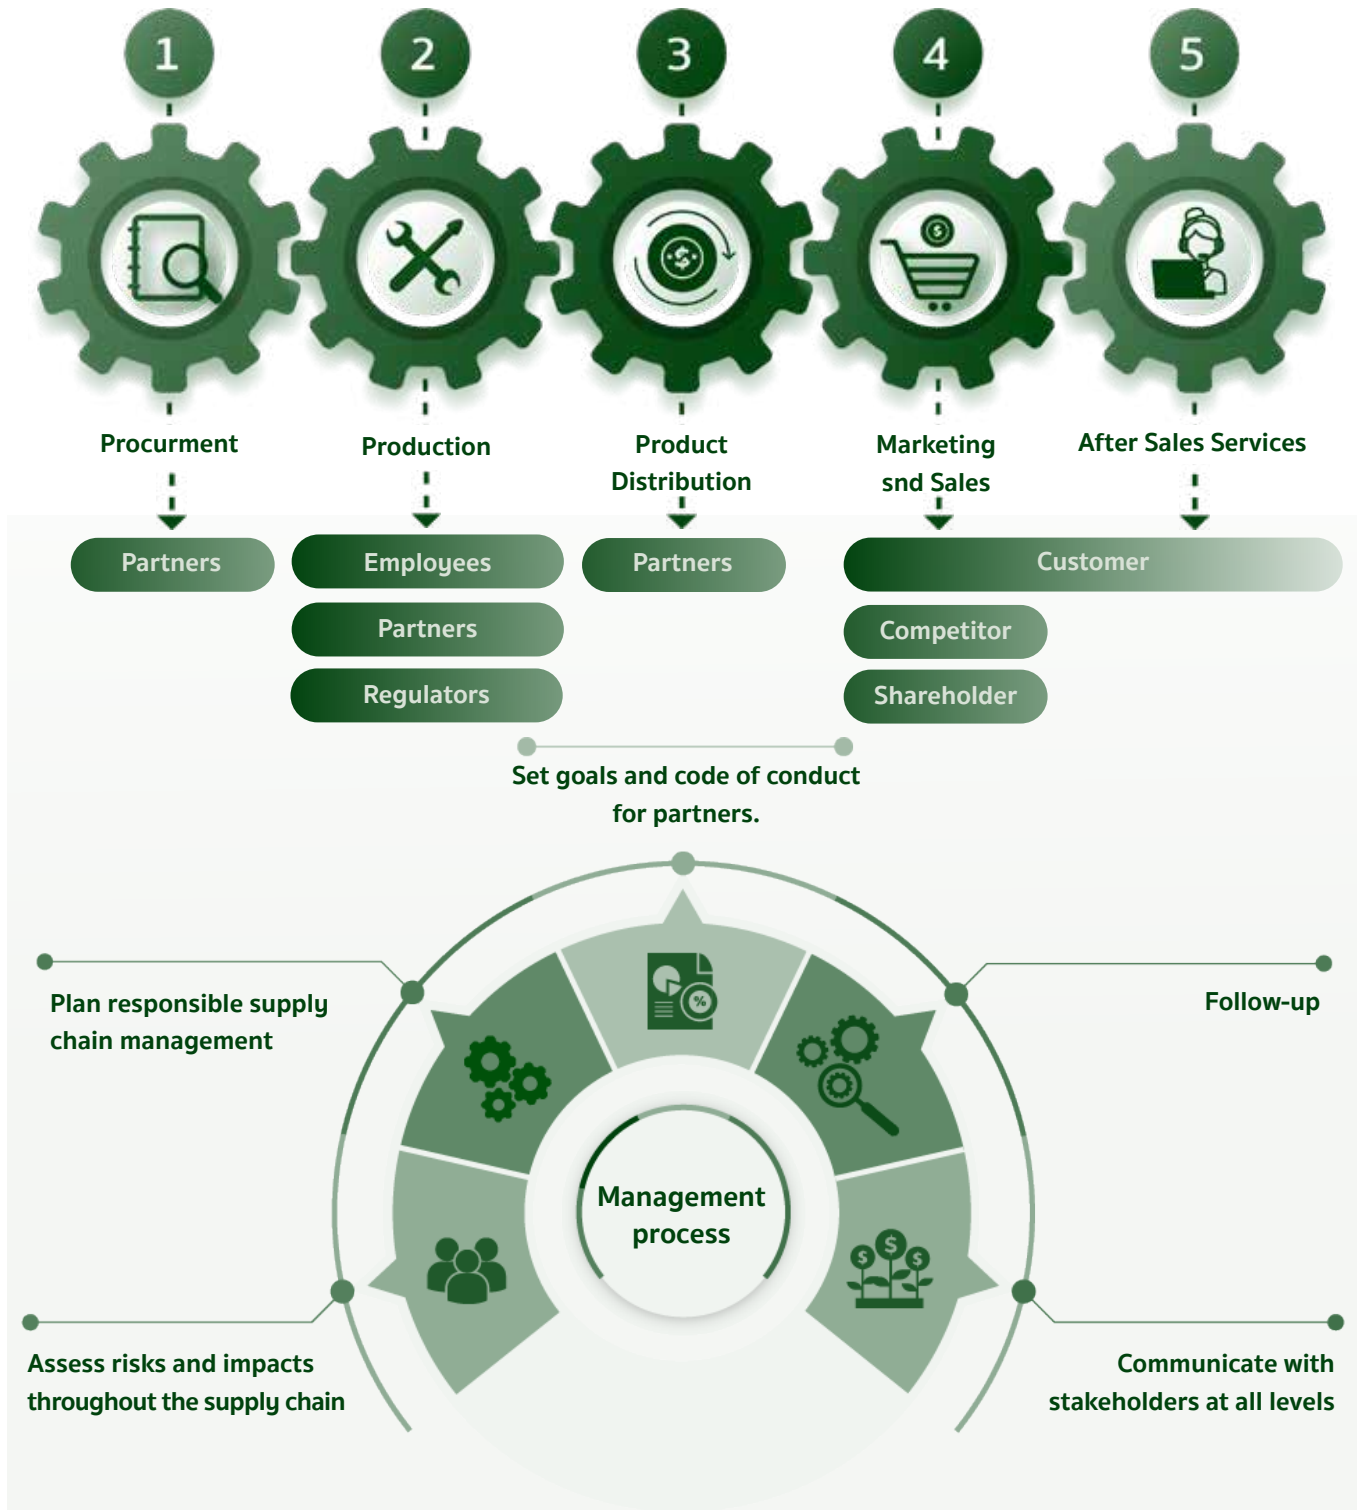 1
2
3
4
5
Procurment
Production
Product
Distribution
Marketing
snd Sales
After Sales Services
Partners
Employees
Partners
Regulators
Partners
Customer
Competitor
Shareholder
Set goals and code of conduct
for partners.
Plan responsible supply
chain management
Follow-up
%
Management
process
$ $ $
Assess risks and impacts
throughout the supply chain
Communicate with
stakeholders at all levels